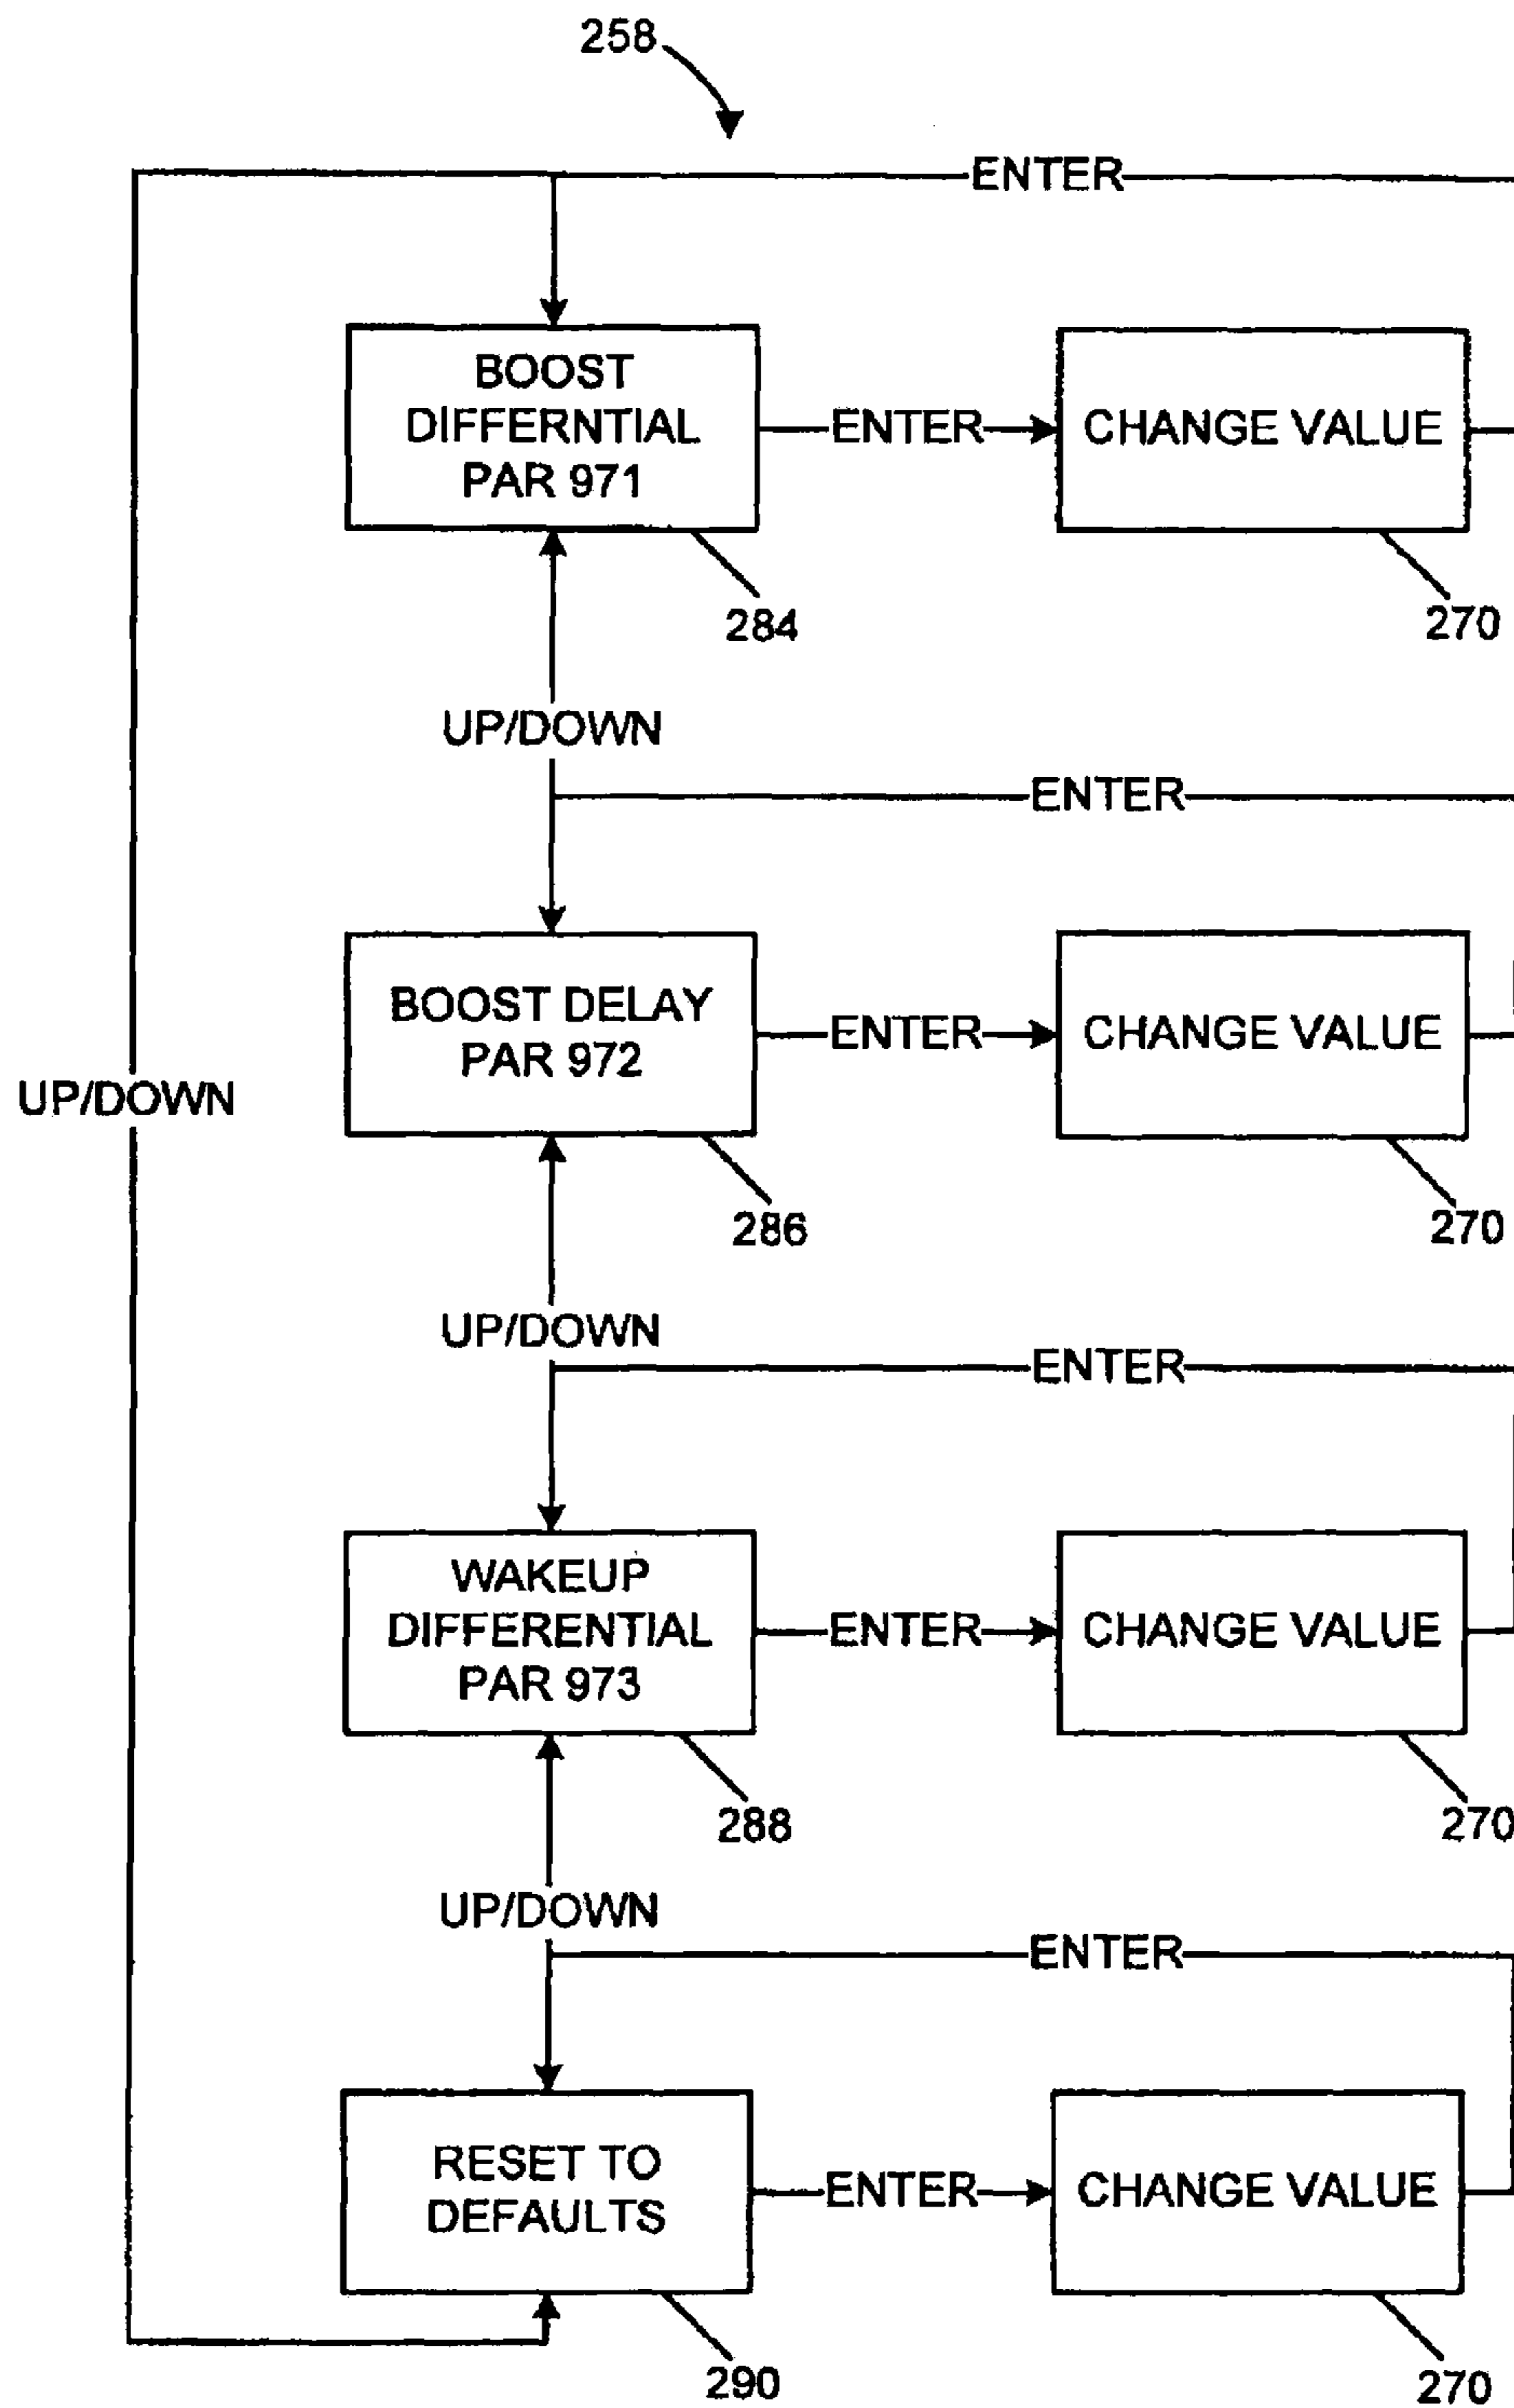 258
ENTER
BOOST
DIFFERNTIAL
PAR 971
ENTER
CHANGE VALUE
284
270
UP/DOWN
ENTER
BOOST DELAY
PAR 972
ENTER
CHANGE VALUE
UP/DOWN
286
270
UP/DOWN
ENTER
WAKEUP
DIFFERENTIAL
PAR 973
ENTER
CHANGE VALUE
288
270
UP/DOWN
ENTER
RESET TO
DEFAULTS
ENTER
CHANGE VALUE
290
270